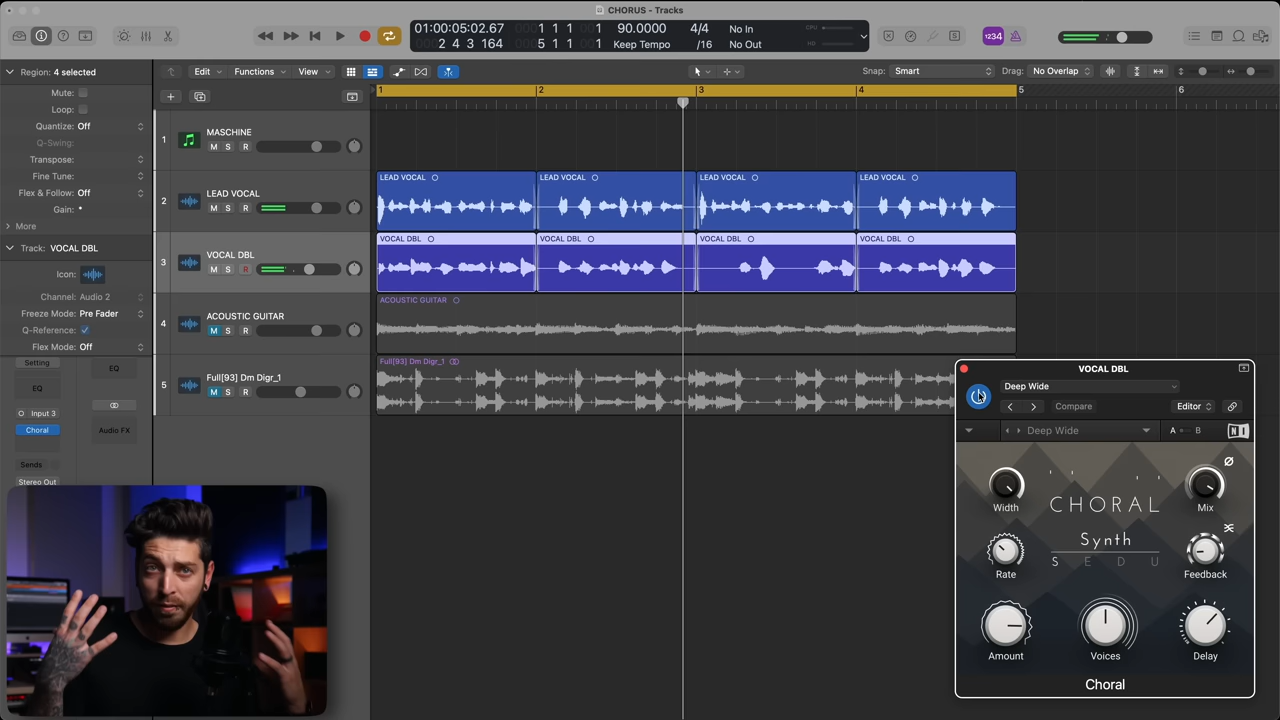 CHORUS - Tracks
01:00:05:02.67
2 4 3 164
1 1 1
5 1 1 1
90.0000
Keep Tempo
4/4
/16
No In
No Out
CPU
HD
1234
Region: 4 selected
Mute:
Loop:
Quantize: Off
Q-Swing:
Transpose:
Fine Tune:
Flex & Follow: Off
Gain:
More
Track: VOCAL DBL
Icon:
Channel: Audio 2
Freeze Mode: Pre Fader
Q-Reference:
Flex Mode: Off
Setting
EQ
EQ
Input 3
Choral
Audio FX
Sends
Stereo Out
Edit
Functions
View
Snap: Smart
Drag: No Overlap
1
2
3
4
5
6
1
MASCHINE
M S R
2
LEAD VOCAL
M S R
3
VOCAL DBL
M S R
4
ACOUSTIC GUITAR
M S R
5
Full[93] Dm Digr_1
M S R
LEAD VOCAL
LEAD VOCAL
LEAD VOCAL
LEAD VOCAL
VOCAL DBL
VOCAL DBL
VOCAL DBL
VOCAL DBL
ACOUSTIC GUITAR
Full[93] Dm Digr_1
VOCAL DBL
Deep Wide
Compare
Editor
Deep Wide
A B
NI
Width
CHORAL
Mix
Synth
S E D U
Rate
Feedback
Amount
Voices
Delay
Choral